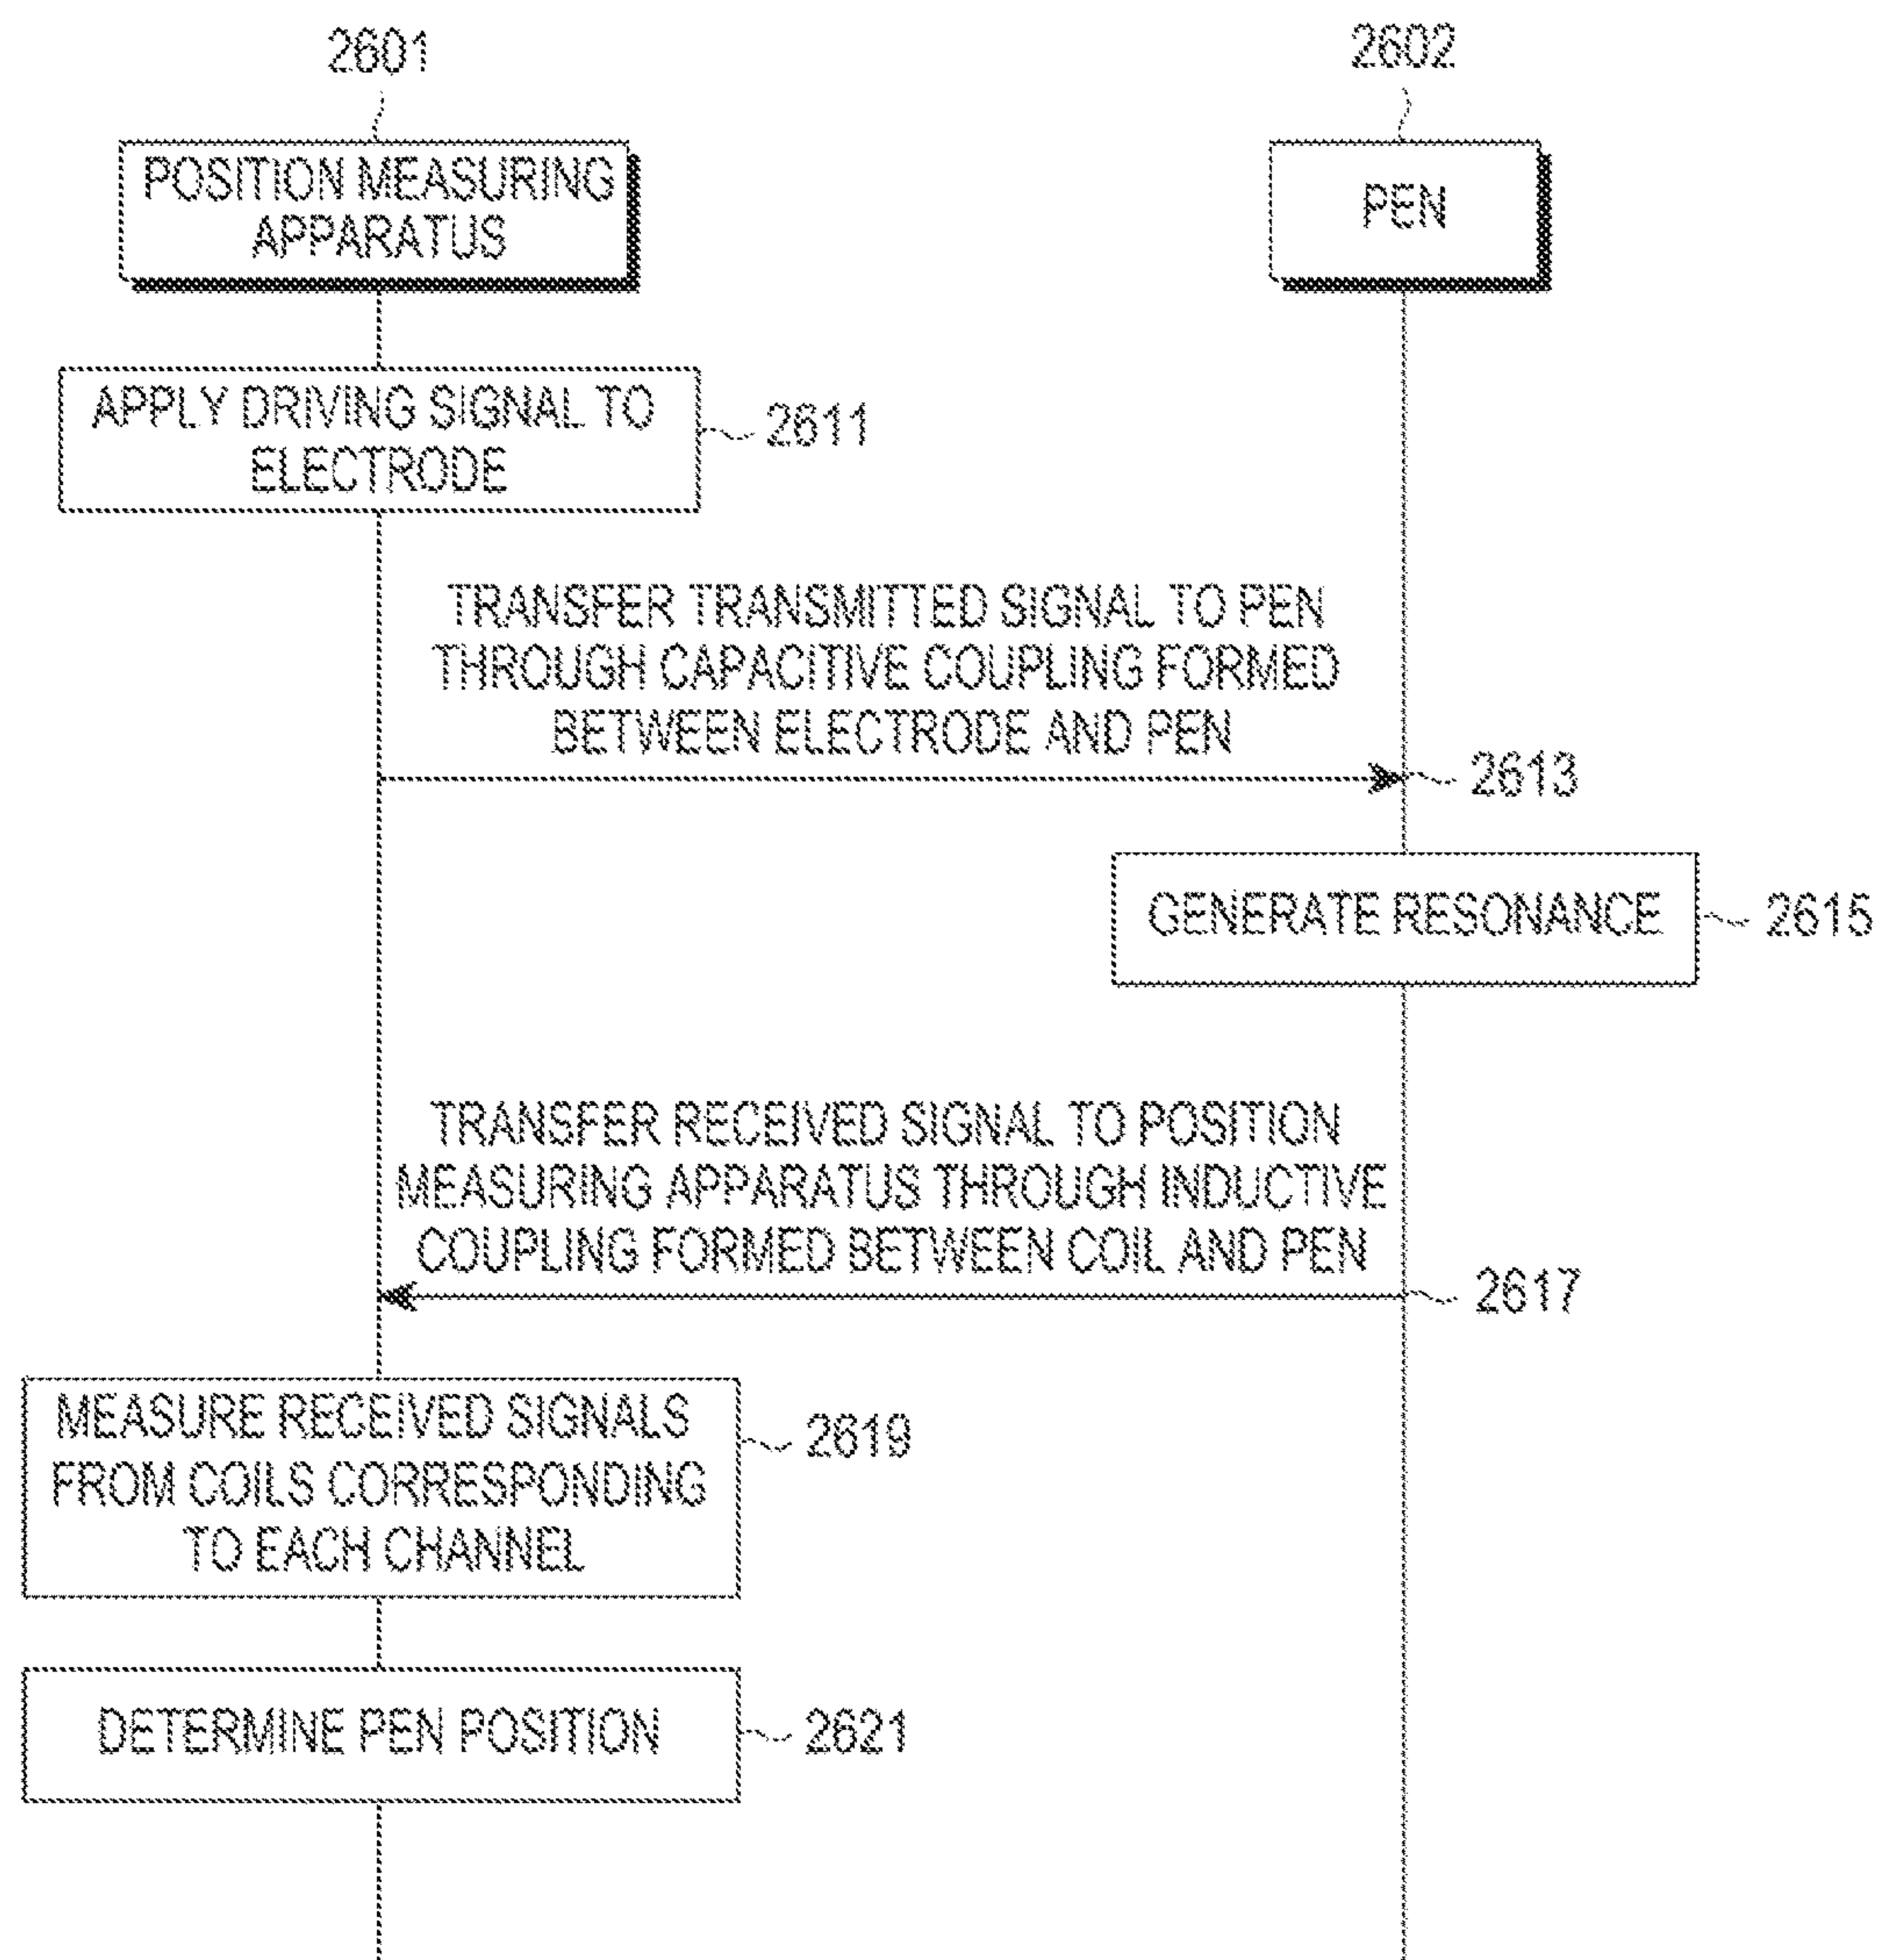 2601
2602
POSITION MEASURING
APPARATUS
PEN
APPLY DRIVING SIGNAL TO
ELECTRODE
2611
TRANSFER TRANSMITTED SIGNAL TO PEN
THROUGH CAPACITIVE COUPLING FORMED
BETWEEN ELECTRODE AND PEN
2613
GENERATE RESONANCE
2615
TRANSFER RECEIVED SIGNAL TO POSITION
MEASURING APPARATUS THROUGH INDUCTIVE
COUPLING FORMED BETWEEN COIL AND PEN
2617
MEASURE RECEIVED SIGNALS
FROM COILS CORRESPONDING
TO EACH CHANNEL
2619
DETERMINE PEN POSITION
2621